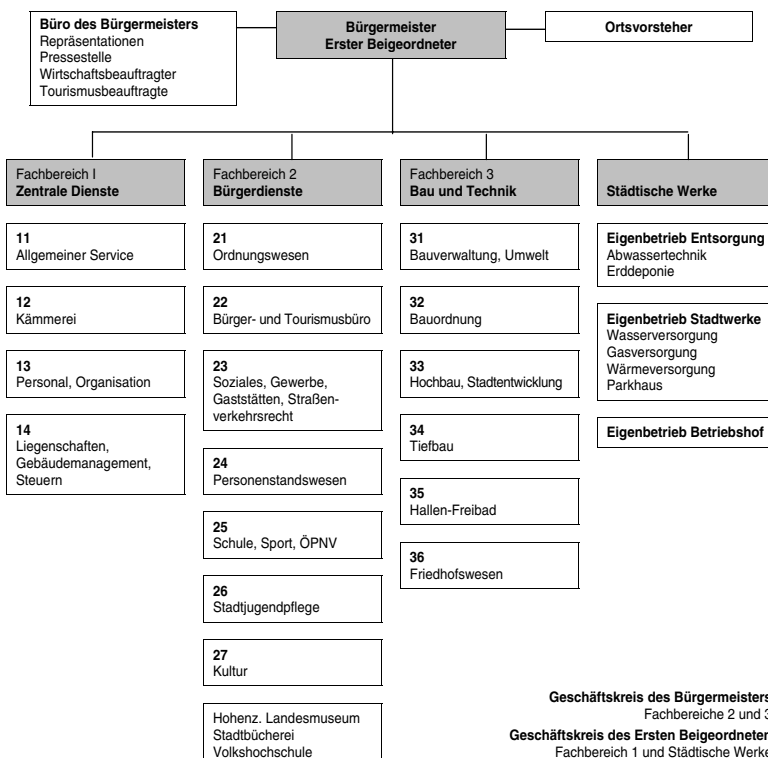 Büro des Bürgermeisters
Repräsentationen
Pressestelle
Wirtschaftsbeauftragter
Tourismusbeauftragte
Bürgermeister
Erster Beigeordneter
Ortsvorsteher
Fachbereich I
Zentrale Dienste
11
Allgemeiner Service
12
Kämmerei
13
Personal, Organisation
14
Liegenschaften,
Gebäudemanagement,
Steuern
Fachbereich 2
Bürgerdienste
21
Ordnungswesen
22
Bürger- und Tourismusbüro
23
Soziales, Gewerbe,
Gaststätten, Straßen-
verkehrsrecht
24
Personenstandswesen
25
Schule, Sport, ÖPNV
26
Stadtjugendpflege
27
Kultur
Hohenz. Landesmuseum
Stadtbücherei
Volkshochschule
Fachbereich 3
Bau und Technik
31
Bauverwaltung, Umwelt
32
Bauordnung
33
Hochbau, Stadtentwicklung
34
Tiefbau
35
Hallen-Freibad
36
Friedhofswesen
Städtische Werke
Eigenbetrieb Entsorgung
Abwassertechnik
Erddeponie
Eigenbetrieb Stadtwerke
Wasserversorgung
Gasversorgung
Wärmeversorgung
Parkhaus
Eigenbetrieb Betriebshof
Geschäftskreis des Bürgermeisters
Fachbereiche 2 und 3
Geschäftskreis des Ersten Beigeordneten
Fachbereich 1 und Städtische Werke